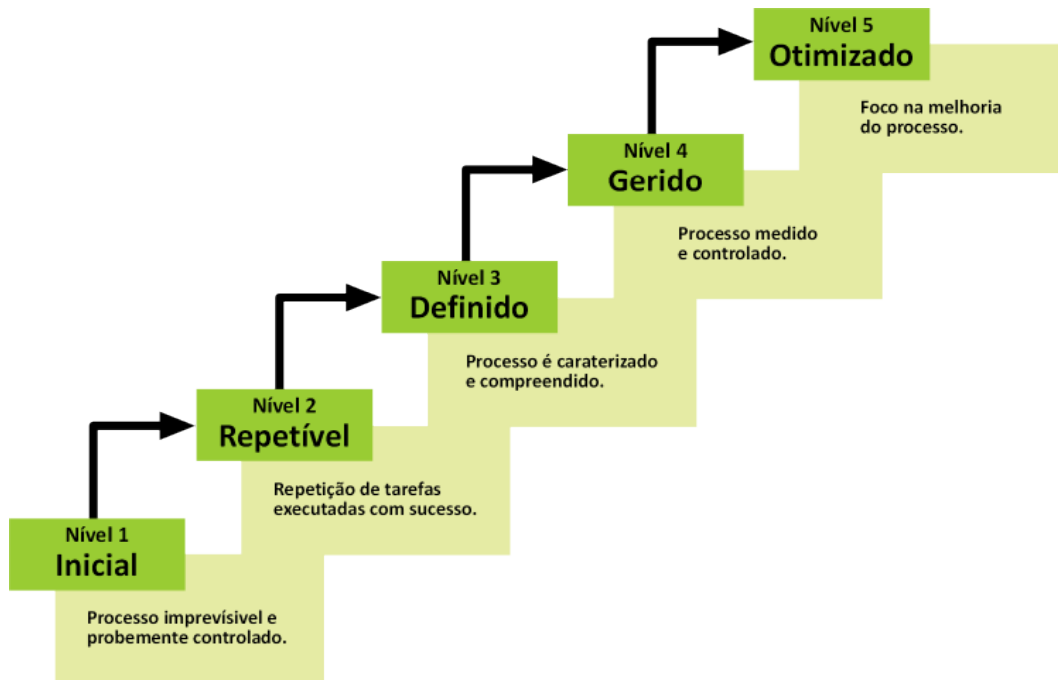 Nível 5
Otimizado
Foco na melhoria
do processo.
Nível 4
Gerido
Processo medido
e controlado.
Nível 3
Definido
Processo é caraterizado
e compreendido.
Nível 2
Repetível
Repetição de tarefas
executadas com sucesso.
Nível 1
Inicial
Processo imprevísivel e
probemente controlado.